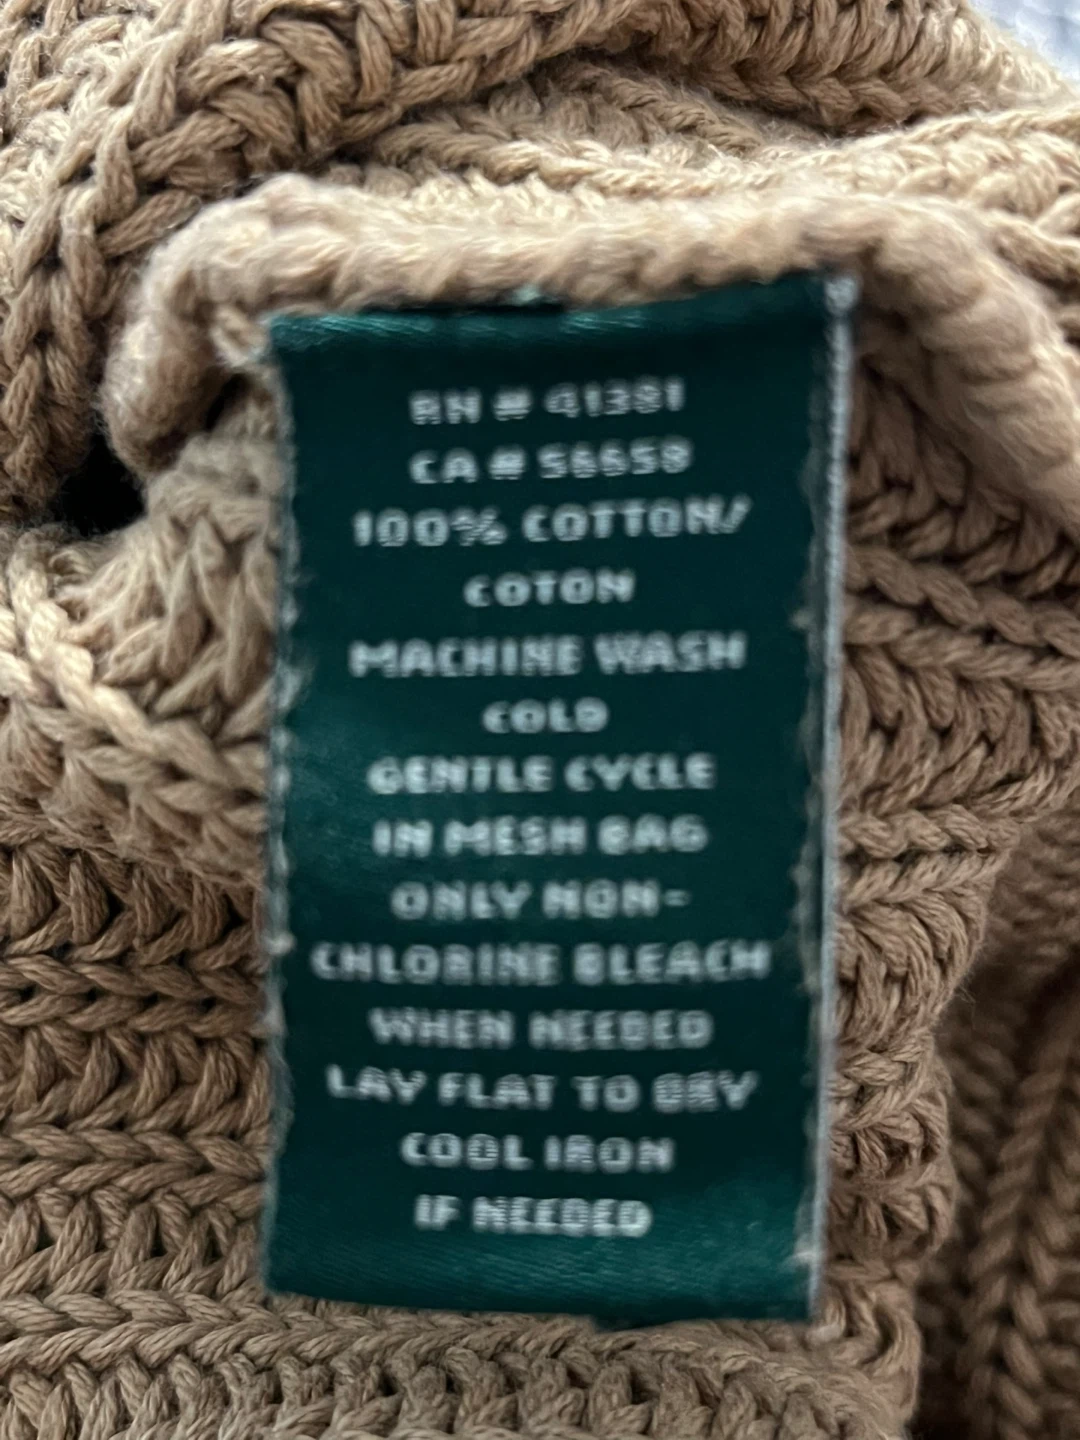 RN # 41381
CA # 56658
100% COTTON/
COTON
MACHINE WASH
COLD
GENTLE CYCLE
IN MESH BAG
ONLY NON-
CHLORINE BLEACH
WHEN NEEDED
LAY FLAT TO DRY
COOL IRON
IF NEEDED